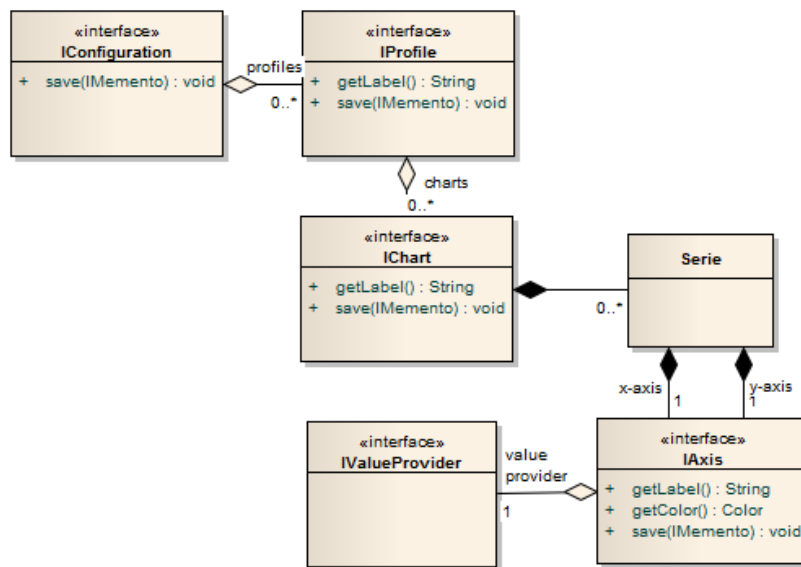 «interface»
IConfiguration
+ save(IMemento) : void
profiles
0..*
«interface»
IProfile
+ getLabel() : String
+ save(IMemento) : void
charts
0..*
«interface»
IChart
+ getLabel() : String
+ save(IMemento) : void
0..*
Serie
x-axis
1
y-axis
1
«interface»
IValueProvider
value
provider
1
«interface»
IAxis
+ getLabel() : String
+ getColor() : Color
+ save(IMemento) : void